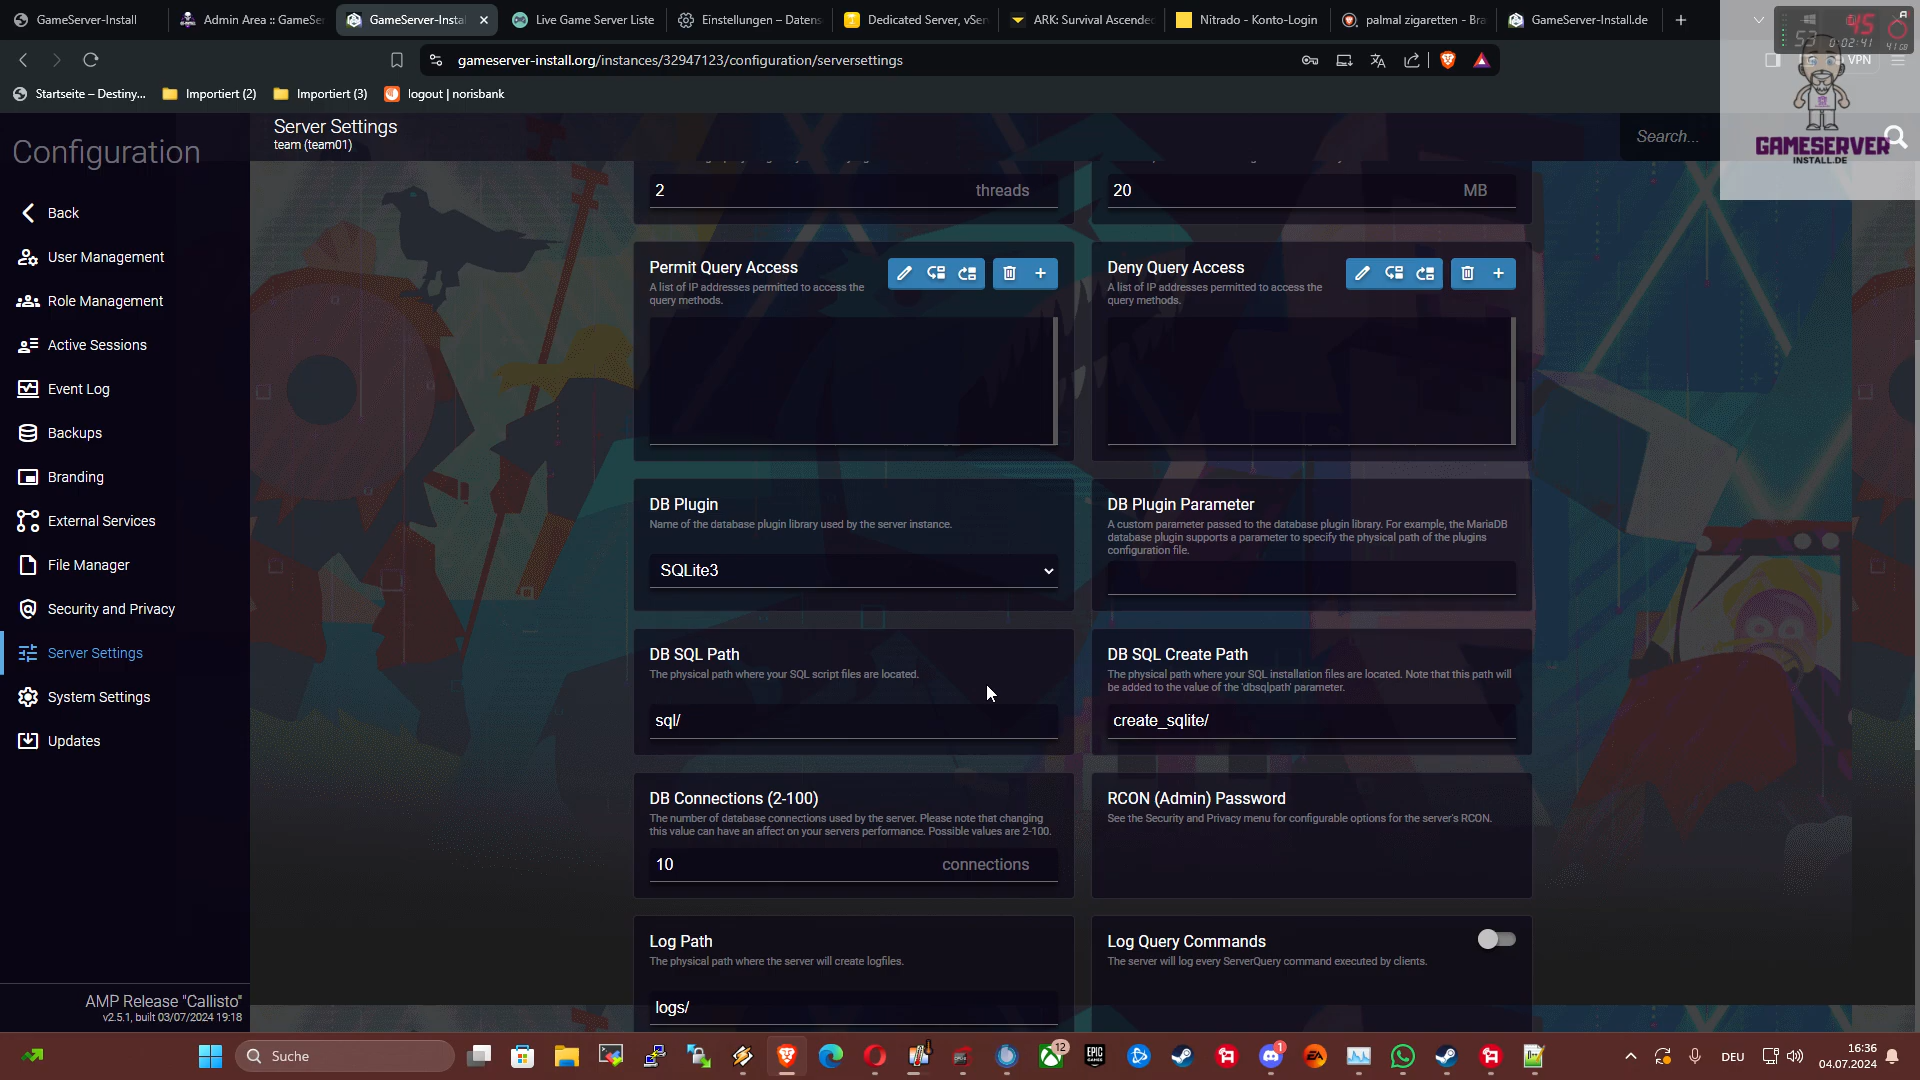 GameServer-Install
Admin Area :: GameSe
GameServer-Insta
Live Game Server Liste
Einstellungen – Datens
Dedicated Server, vSer
ARK: Survival Ascende
Nitrado - Konto-Login
palmal zigaretten - Bra
GameServer-Install.de
gameserver-install.org/instances/32947123/configuration/serversettings
VPN
Startseite – Destiny...
Importiert (2)
Importiert (3)
logout | norisbank
53
45
0:02:41
41 GB
GAMESERVER
INSTALL.DE
Configuration
Server Settings
team (team01)
Search...
Back
User Management
Role Management
Active Sessions
Event Log
Backups
Branding
External Services
File Manager
Security and Privacy
Server Settings
System Settings
Updates
AMP Release "Callisto"
v2.5.1, built 03/07/2024 19:18
2
threads
20
MB
Permit Query Access
A list of IP addresses permitted to access the
query methods.
Deny Query Access
A list of IP addresses permitted to access the
query methods.
DB Plugin
Name of the database plugin library used by the server instance.
SQLite3
DB Plugin Parameter
A custom parameter passed to the database plugin library. For example, the MariaDB
database plugin supports a parameter to specify the physical path of the plugins
configuration file.
DB SQL Path
The physical path where your SQL script files are located.
sql/
DB SQL Create Path
The physical path where your SQL installation files are located. Note that this path will
be added to the value of the 'dbsqlpath' parameter.
create_sqlite/
DB Connections (2-100)
The number of database connections used by the server. Please note that changing
this value can have an affect on your servers performance. Possible values are 2-100.
10
connections
RCON (Admin) Password
See the Security and Privacy menu for configurable options for the server's RCON.
Log Path
The physical path where the server will create logfiles.
logs/
Log Query Commands
The server will log every ServerQuery command executed by clients.
Suche
12
EPIC
GAMES
1
EA
DEU
16:36
04.07.2024